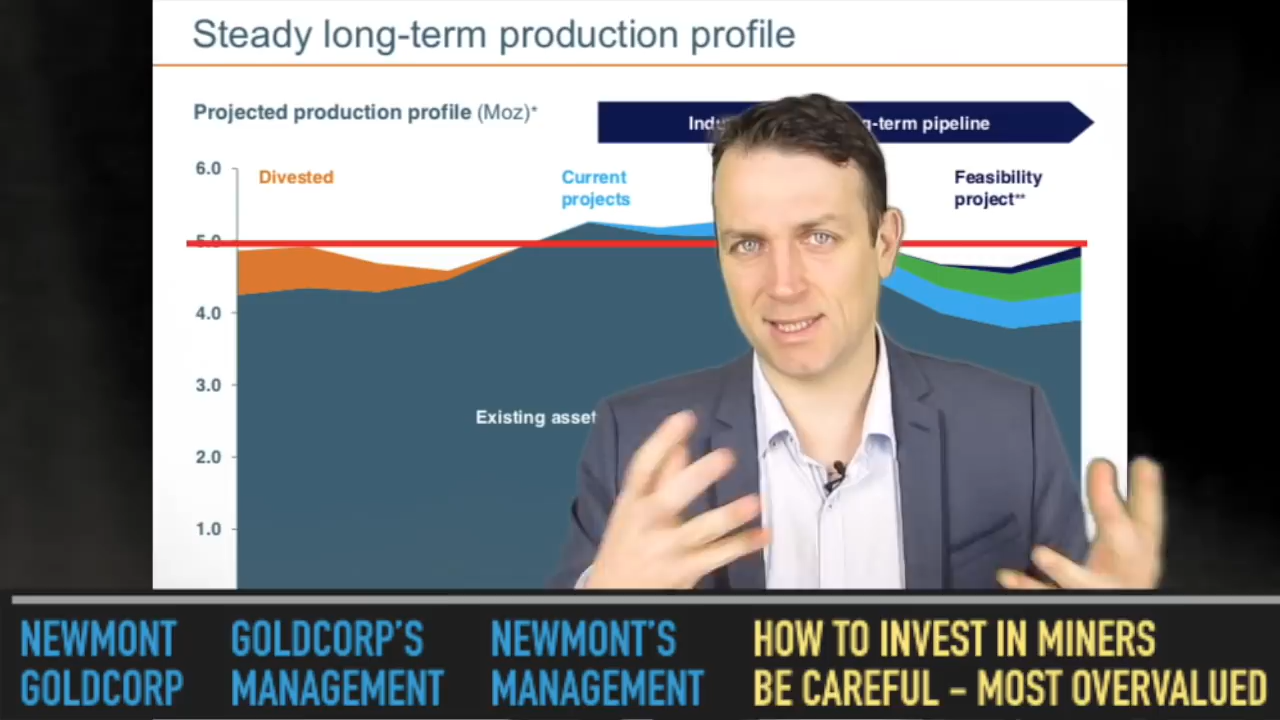 Steady long-term production profile
Projected production profile (Moz)*
term pipeline
6.0
Divested
Current
projects
Feasibility
project**
5.0
4.0
3.0
Existing
2.0
1.0
NEWMONT
GOLDCORP
GOLDCORP'S
MANAGEMENT
NEWMONT'S
MANAGEMENT
HOW TO INVEST IN MINERS
BE CAREFUL – MOST OVERVALUED